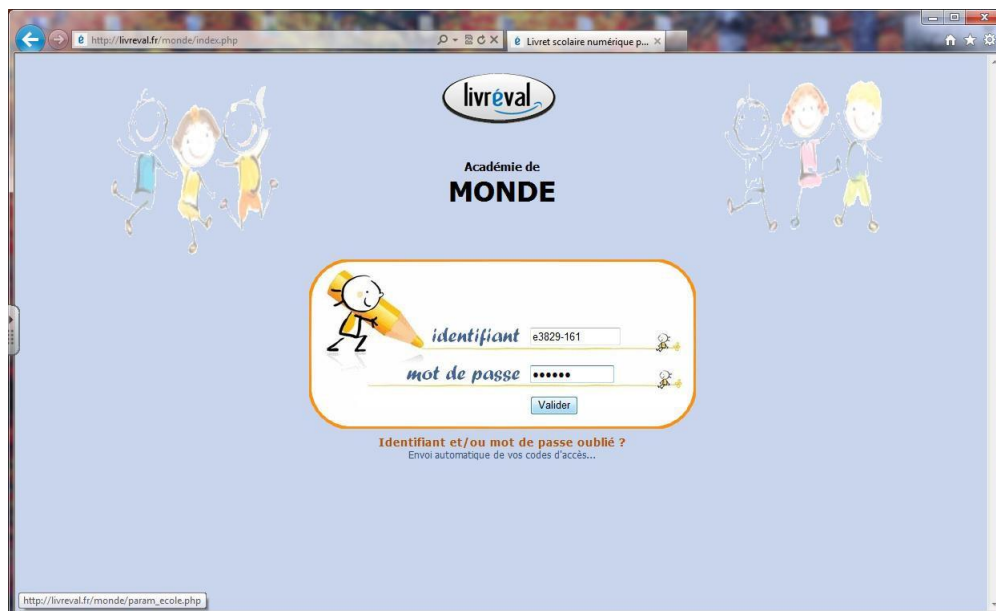 http://livreval.fr/monde/index.php
Livret scolaire numérique p...
livréval
Académie de
MONDE
identifiant e3829-161
mot de passe ••••••
Valider
Identifiant et/ou mot de passe oublié ?
Envoi automatique de vos codes d'accès...
http://livreval.fr/monde/param_ecole.php